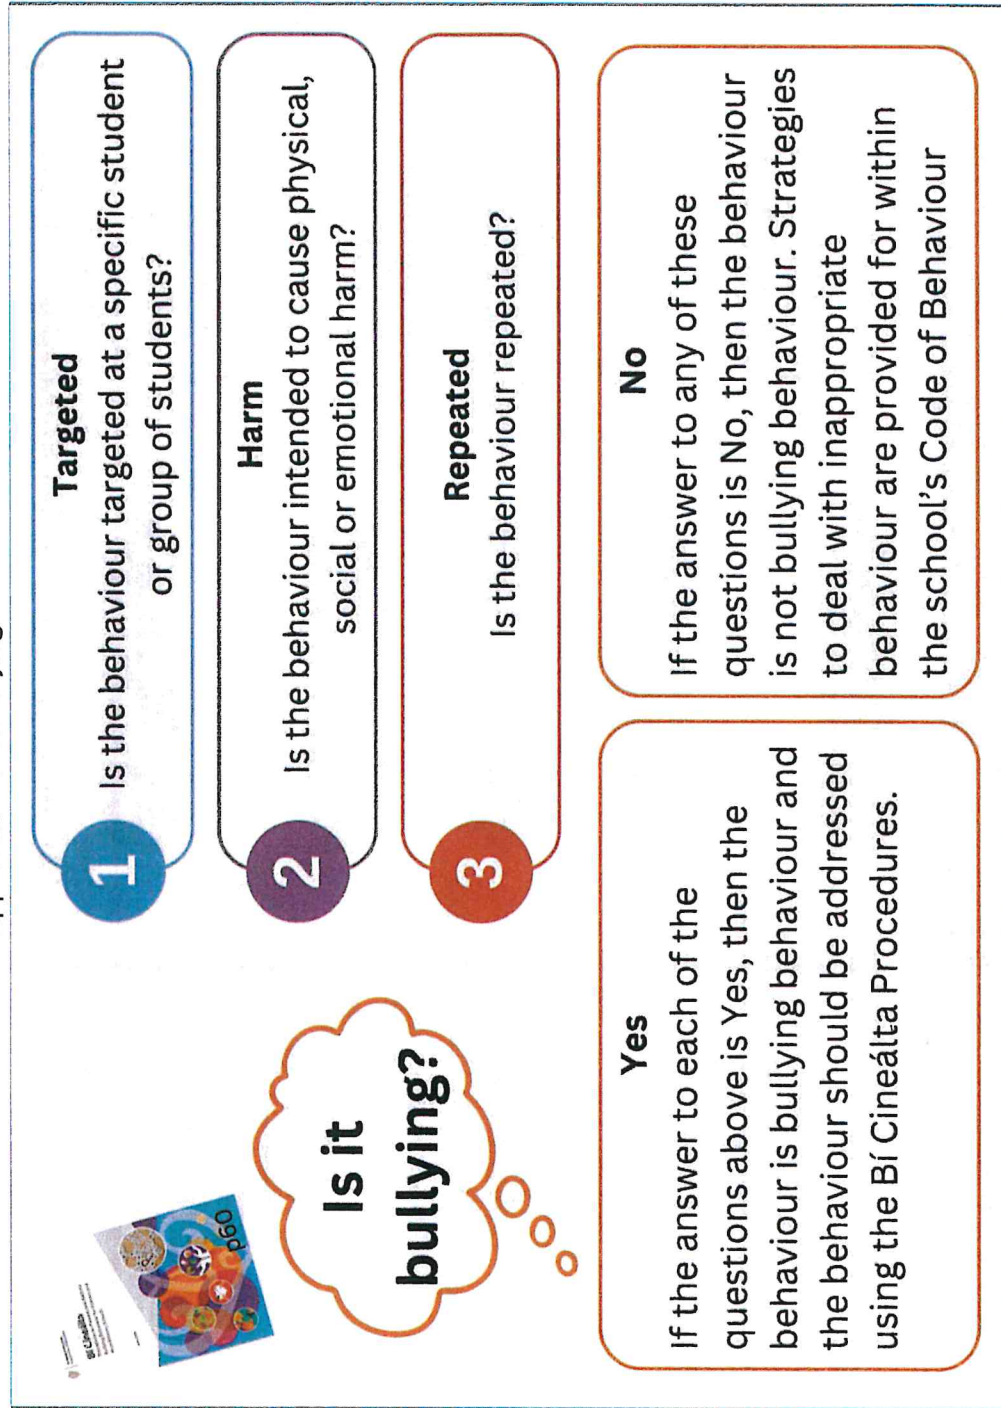 Is it
bullying?
p60
Bí Cineálta
1
Targeted
Is the behaviour targeted at a specific student
or group of students?
2
Harm
Is the behaviour intended to cause physical,
social or emotional harm?
3
Repeated
Is the behaviour repeated?
Yes
If the answer to each of the
questions above is Yes, then the
behaviour is bullying behaviour and
the behaviour should be addressed
using the Bí Cineálta Procedures.
No
If the answer to any of these
questions is No, then the behaviour
is not bullying behaviour. Strategies
to deal with inappropriate
behaviour are provided for within
the school's Code of Behaviour